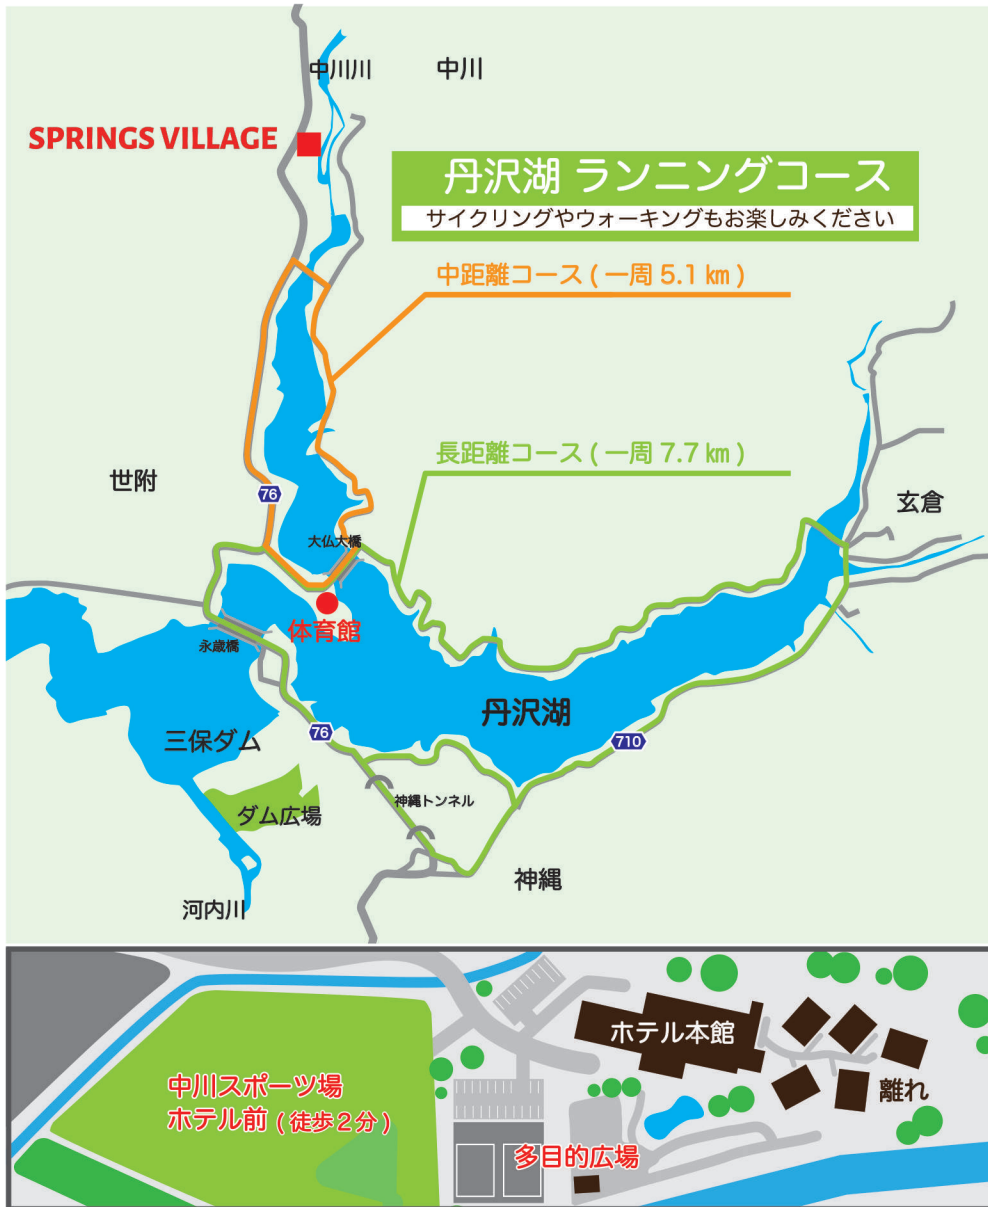 中川川
中川
SPRINGS VILLAGE
丹沢湖 ランニングコース
サイクリングやウォーキングもお楽しみください
中距離コース ( 一周 5.1 ㎞ )
長距離コース ( 一周 7.7 ㎞ )
世附
76
玄倉
大仏大橋
体育館
永歳橋
丹沢湖
76
710
三保ダム
神縄トンネル
ダム広場
神縄
河内川
ホテル本館
中川スポーツ場
ホテル前 ( 徒歩２分 )
離れ
多目的広場